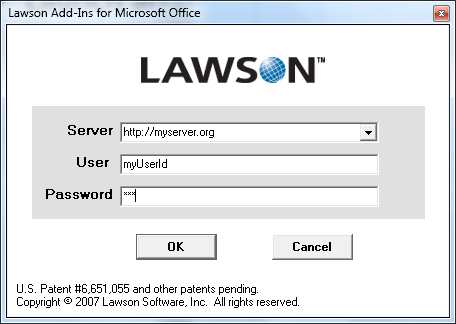 Lawson Add-Ins for Microsoft Office
LAWSON™
Server http://myserver.org
User myUserId
Password ***
OK Cancel
U.S. Patent #6,651,055 and other patents pending.
Copyright © 2007 Lawson Software, Inc. All rights reserved.